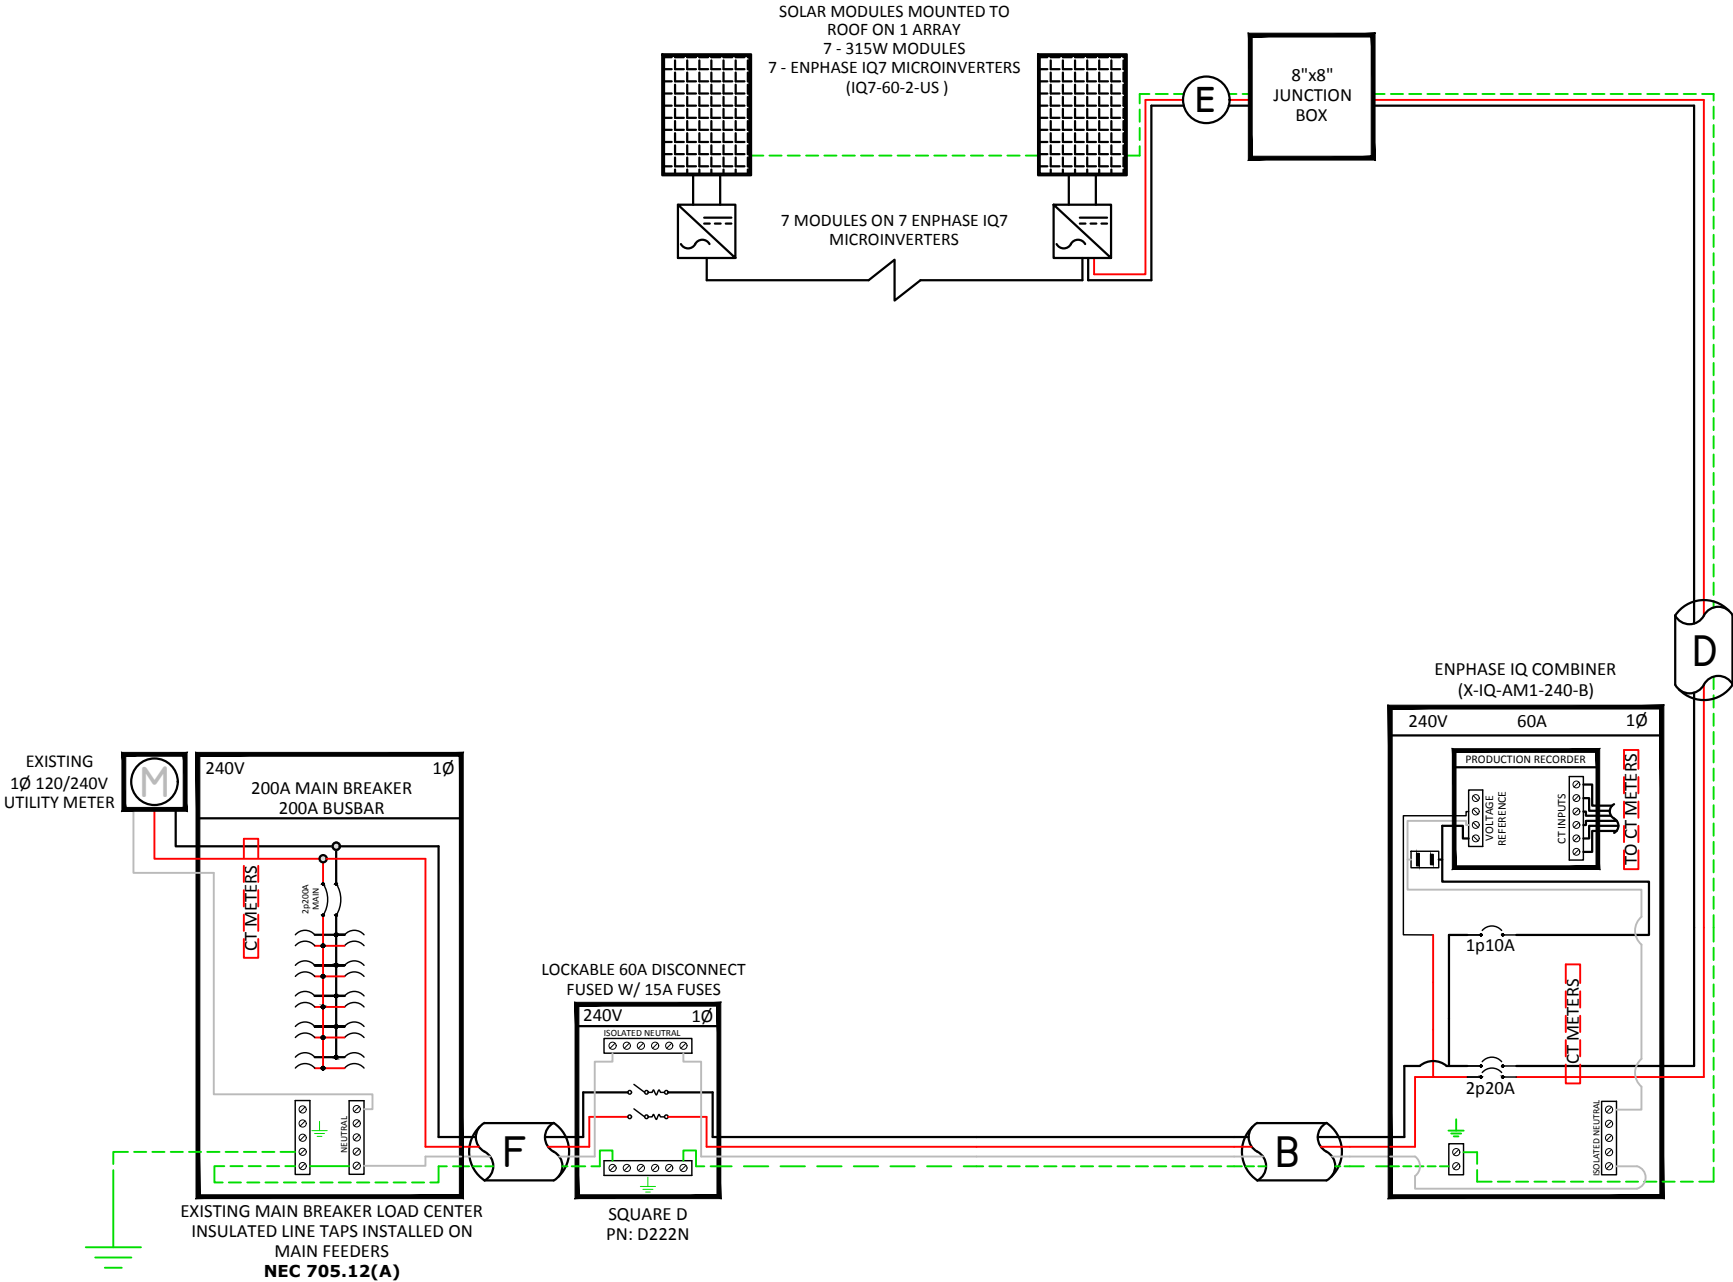 SOLAR MODULES MOUNTED TO
ROOF ON 1 ARRAY
7 - 315W MODULES
7 - ENPHASE IQ7 MICROINVERTERS
(IQ7-60-2-US )
8"x8"
JUNCTION
BOX
E
7 MODULES ON 7 ENPHASE IQ7
MICROINVERTERS
D
ENPHASE IQ COMBINER
(X-IQ-AM1-240-B)
240V 60A 1Ø
PRODUCTION RECORDER
VOLTAGE
REFERENCE
CT INPUTS
TO CT METERS
1p10A
CT METERS
2p20A
ISOLATED NEUTRAL
EXISTING
1Ø 120/240V
UTILITY METER
M
240V 1Ø
200A MAIN BREAKER
200A BUSBAR
CT METERS
2p200A
MAIN
NEUTRAL
EXISTING MAIN BREAKER LOAD CENTER
INSULATED LINE TAPS INSTALLED ON
MAIN FEEDERS
NEC 705.12(A)
F
LOCKABLE 60A DISCONNECT
FUSED W/ 15A FUSES
240V 1Ø
ISOLATED NEUTRAL
SQUARE D
PN: D222N
B